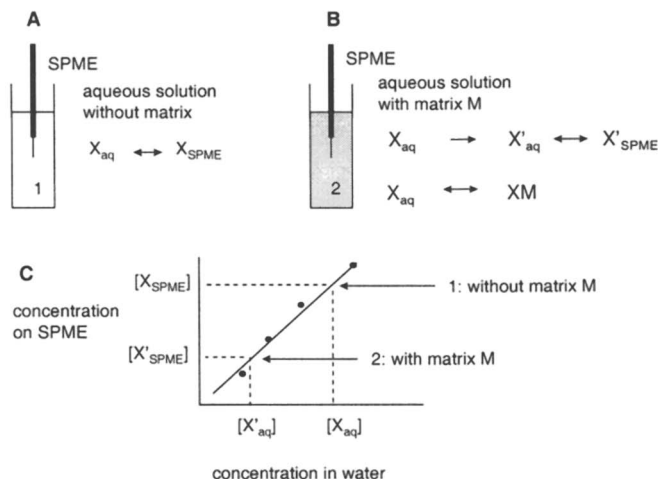 A
SPME
aqueous solution
without matrix
X_aq ↔ X_SPME
1
B
SPME
aqueous solution
with matrix M
X_aq → X'_aq ↔ X'_SPME
X_aq ↔ XM
2
C
concentration
on SPME
[X_SPME]
[X'_SPME]
1: without matrix M
2: with matrix M
[X'_aq] [X_aq]
concentration in water